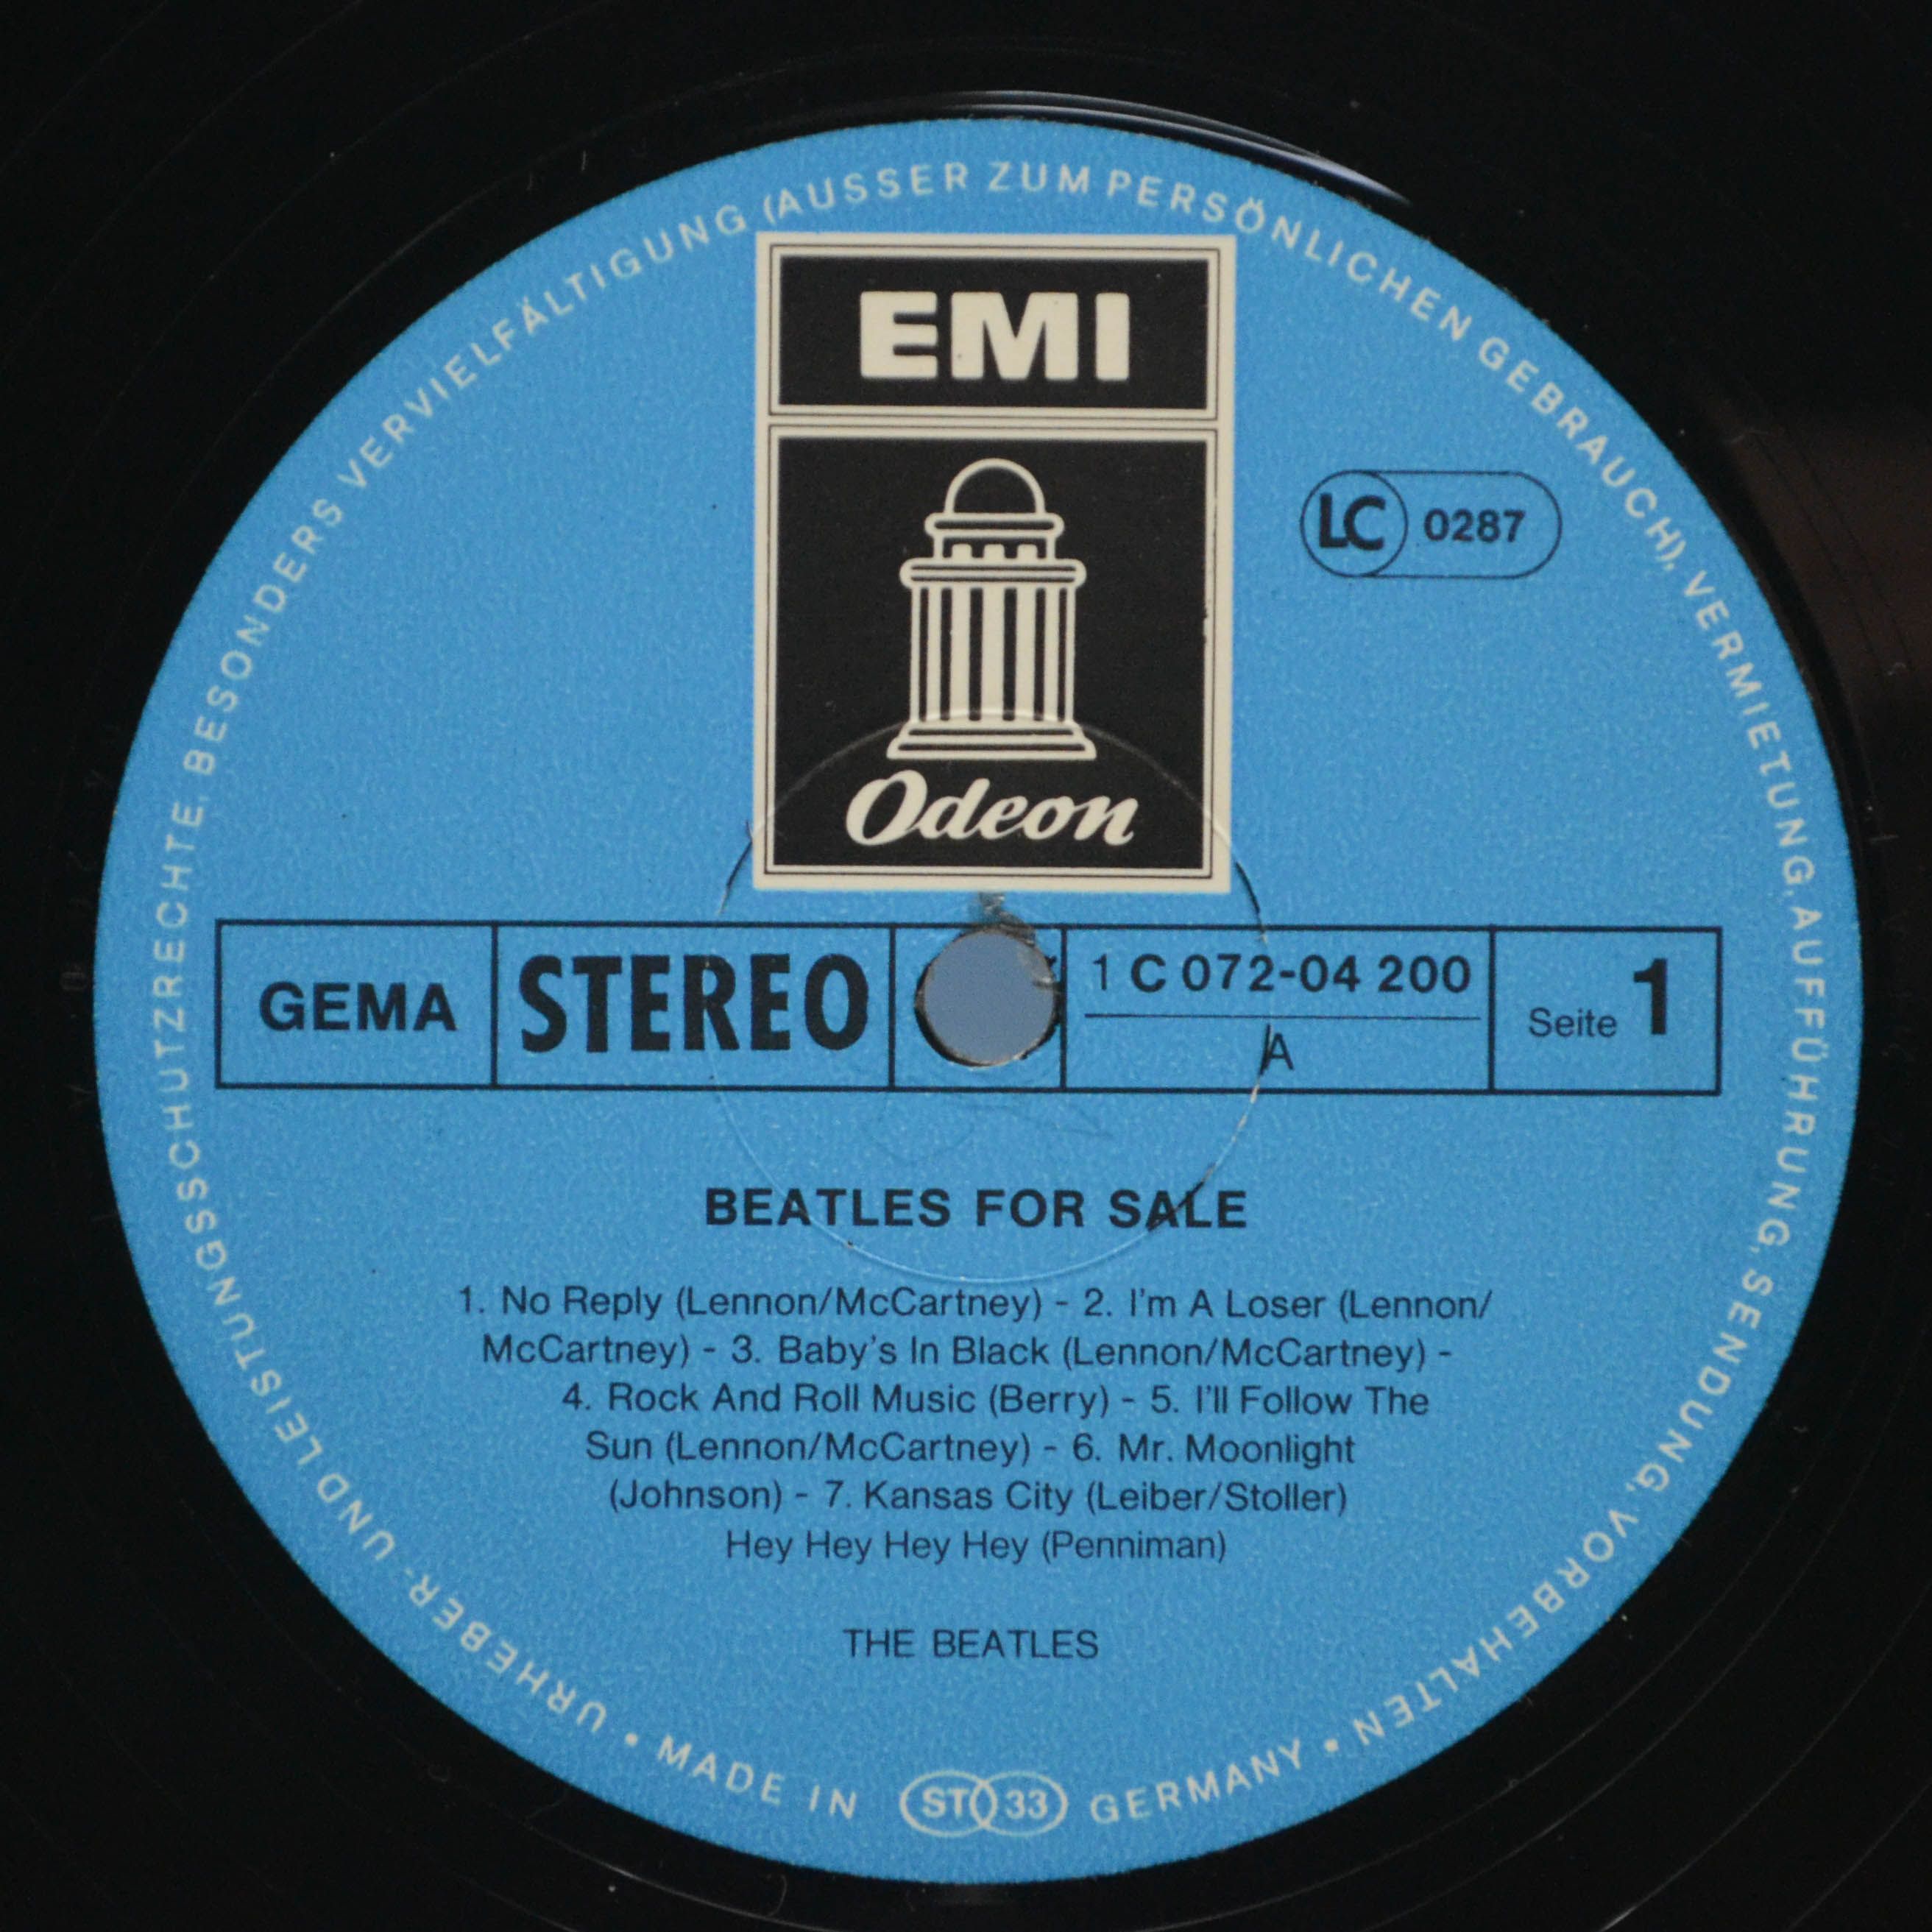 URHEBER- UND LEISTUNGSSCHUTZRECHTE, BESONDERS VERVIELFÄLTIGUNG (AUSSER ZUM PERSÖNLICHEN GEBRAUCH), VERMIETUNG, AUFFÜHRUNG, SENDUNG, VORBEHALTEN •
EMI
LC 0287
Odeon
GEMA STEREO 1 C 072-04 200 Seite 1
A
BEATLES FOR SALE
1. No Reply (Lennon/McCartney) - 2. I'm A Loser (Lennon/
McCartney) - 3. Baby's In Black (Lennon/McCartney) -
4. Rock And Roll Music (Berry) - 5. I'll Follow The
Sun (Lennon/McCartney) - 6. Mr. Moonlight
(Johnson) - 7. Kansas City (Leiber/Stoller)
Hey Hey Hey Hey (Penniman)
THE BEATLES
• MADE IN ST 33 GERMANY